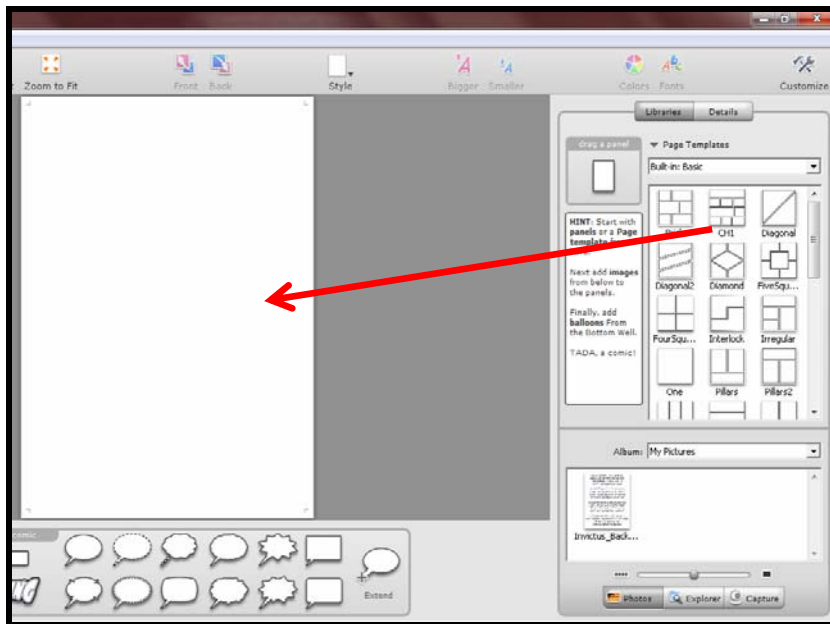 Zoom to Fit
Front Back
Style
Bigger Smaller
Colors Fonts
Customize
Libraries Details
drag a panel
Page Templates
Built-in: Basic
HINT: Start with
panels or a Page
template
Next add images
from below to
the panels.
Finally, add
balloons From
the Bottom Well.
TADA, a comic!
CH1 Diagonal
Diagonal2 Diamond FiveSqu...
FourSqu... Interlock Irregular
One Pillars Pillars2
Album: My Pictures
Invictus_Back...
comic
Extend
Photos Explorer Capture